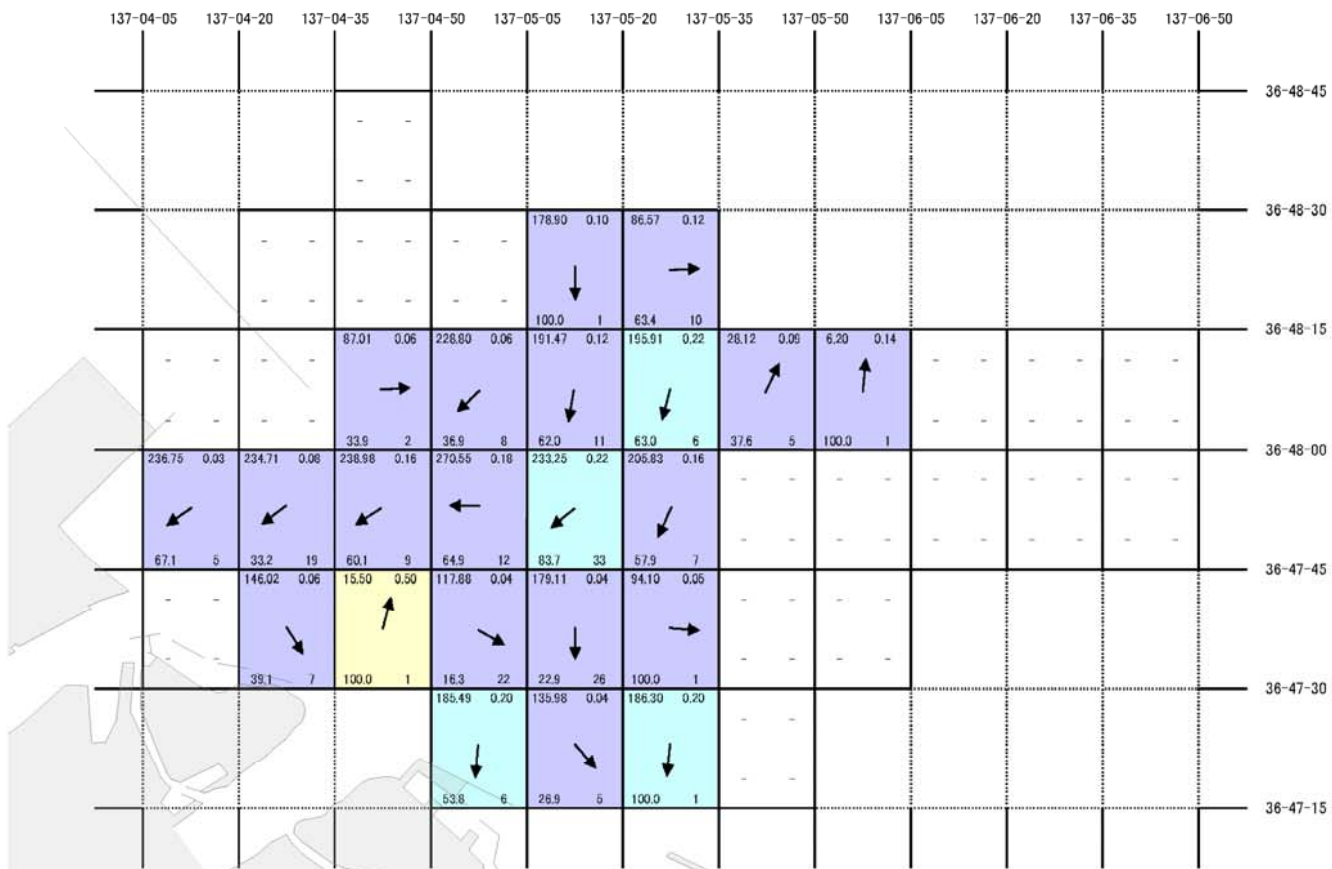 137-04-05 137-04-20 137-04-35 137-04-50 137-05-05 137-05-20 137-05-35 137-05-50 137-06-05 137-06-20 137-06-35 137-06-50
36-48-45
- -
- -
36-48-30
178.90 0.10 86.57 0.12
- - - - - -
- - - - - -
100.0 1 63.4 10
36-48-15
87.01 0.06 228.80 0.06 191.47 0.12 195.91 0.22 28.12 0.09 6.20 0.14
- - - - - - - - - -
- - - - - - - - - -
33.9 2 36.9 8 62.0 11 63.0 6 37.6 5 100.0 1
36-48-00
236.75 0.03 234.71 0.08 238.98 0.16 270.55 0.18 233.25 0.22 205.83 0.16
- - - - - - - - - -
- - - - - - - - - -
67.1 5 33.2 19 60.1 9 64.9 12 83.7 33 57.9 7
36-47-45
146.02 0.06 15.50 0.50 117.88 0.04 179.11 0.04 94.10 0.05
- - - - - -
- - - - - -
39.1 7 100.0 1 16.3 22 22.9 26 100.0 1
36-47-30
185.49 0.20 135.98 0.04 186.30 0.20
- -
- -
53.8 6 26.9 5 100.0 1
36-47-15